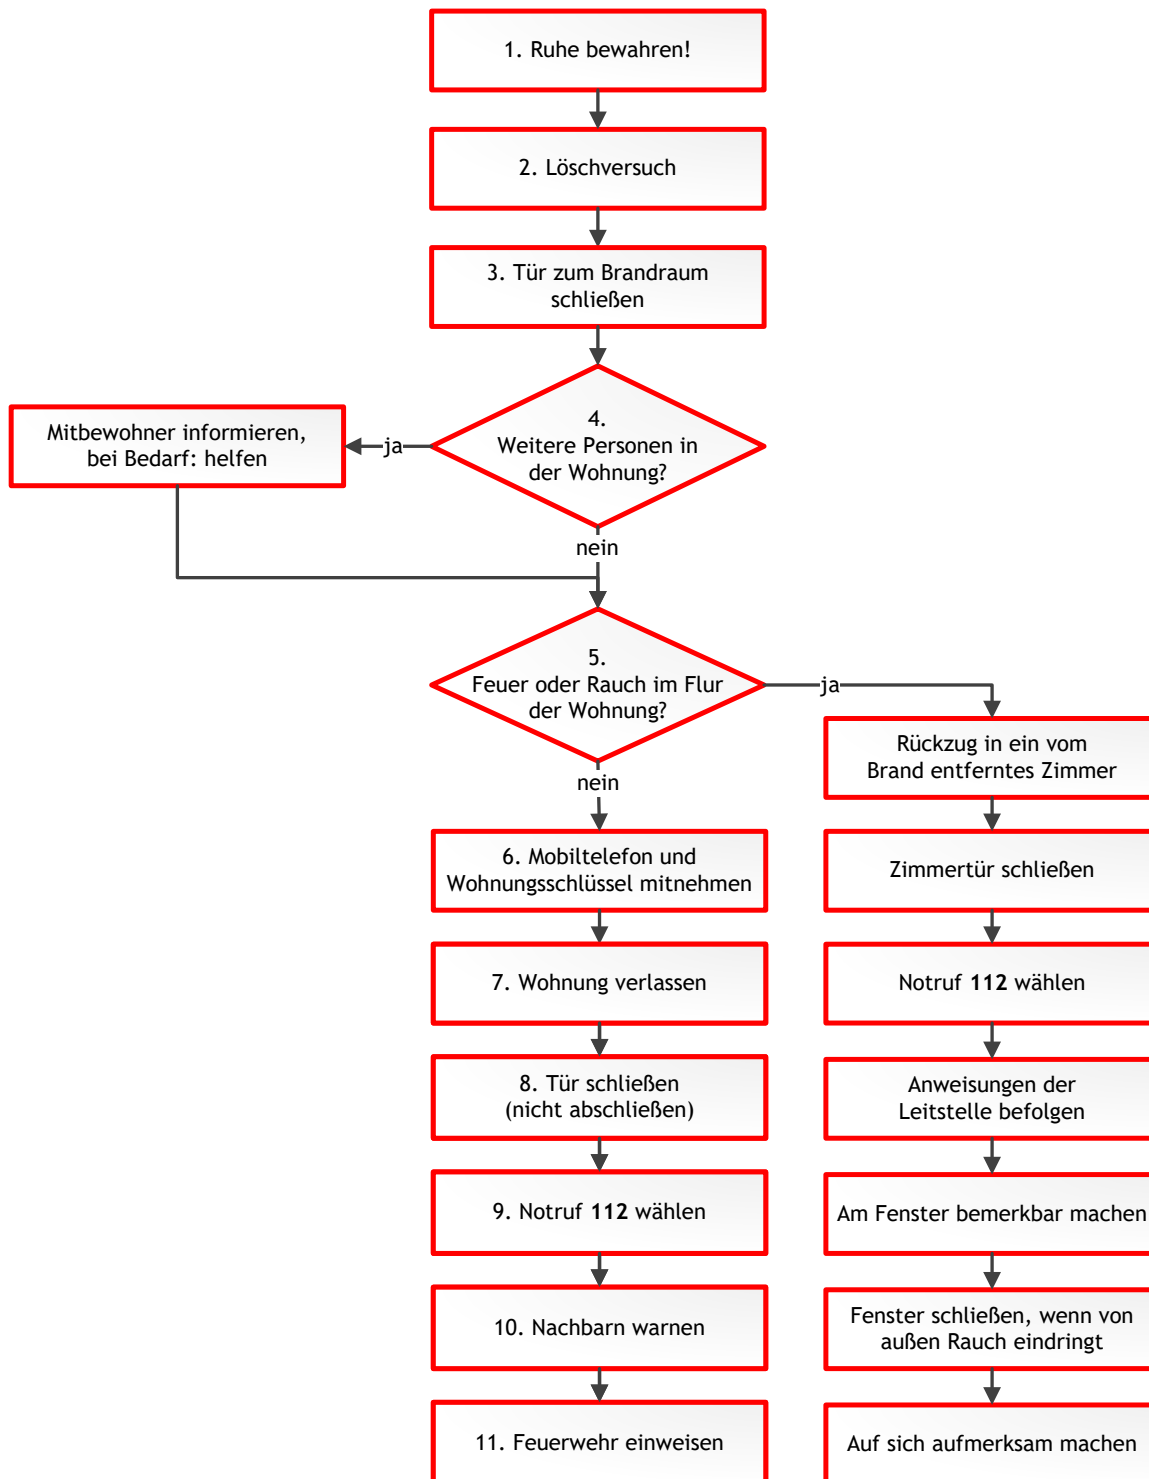 1. Ruhe bewahren!
2. Löschversuch
3. Tür zum Brandraum
schließen
4.
Weitere Personen in
der Wohnung?
ja
Mitbewohner informieren,
bei Bedarf: helfen
nein
5.
Feuer oder Rauch im Flur
der Wohnung?
ja
nein
6. Mobiltelefon und
Wohnungsschlüssel mitnehmen
7. Wohnung verlassen
8. Tür schließen
(nicht abschließen)
9. Notruf 112 wählen
10. Nachbarn warnen
11. Feuerwehr einweisen
Rückzug in ein vom
Brand entferntes Zimmer
Zimmertür schließen
Notruf 112 wählen
Anweisungen der
Leitstelle befolgen
Am Fenster bemerkbar machen
Fenster schließen, wenn von
außen Rauch eindringt
Auf sich aufmerksam machen